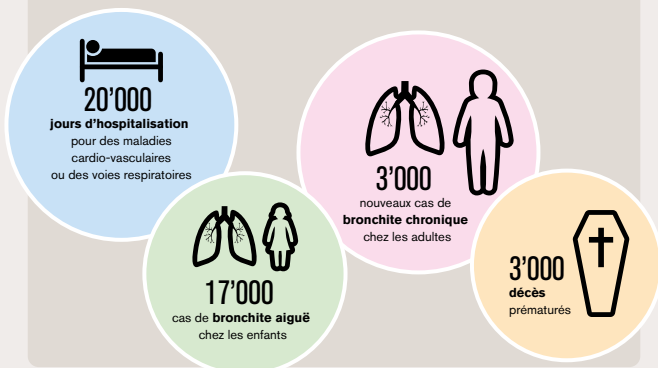 20’000
jours d’hospitalisation
pour des maladies
cardio-vasculaires
ou des voies respiratoires
3’000
nouveaux cas de
bronchite chronique
chez les adultes
17’000
cas de bronchite aiguë
chez les enfants
3’000
décès
prématurés